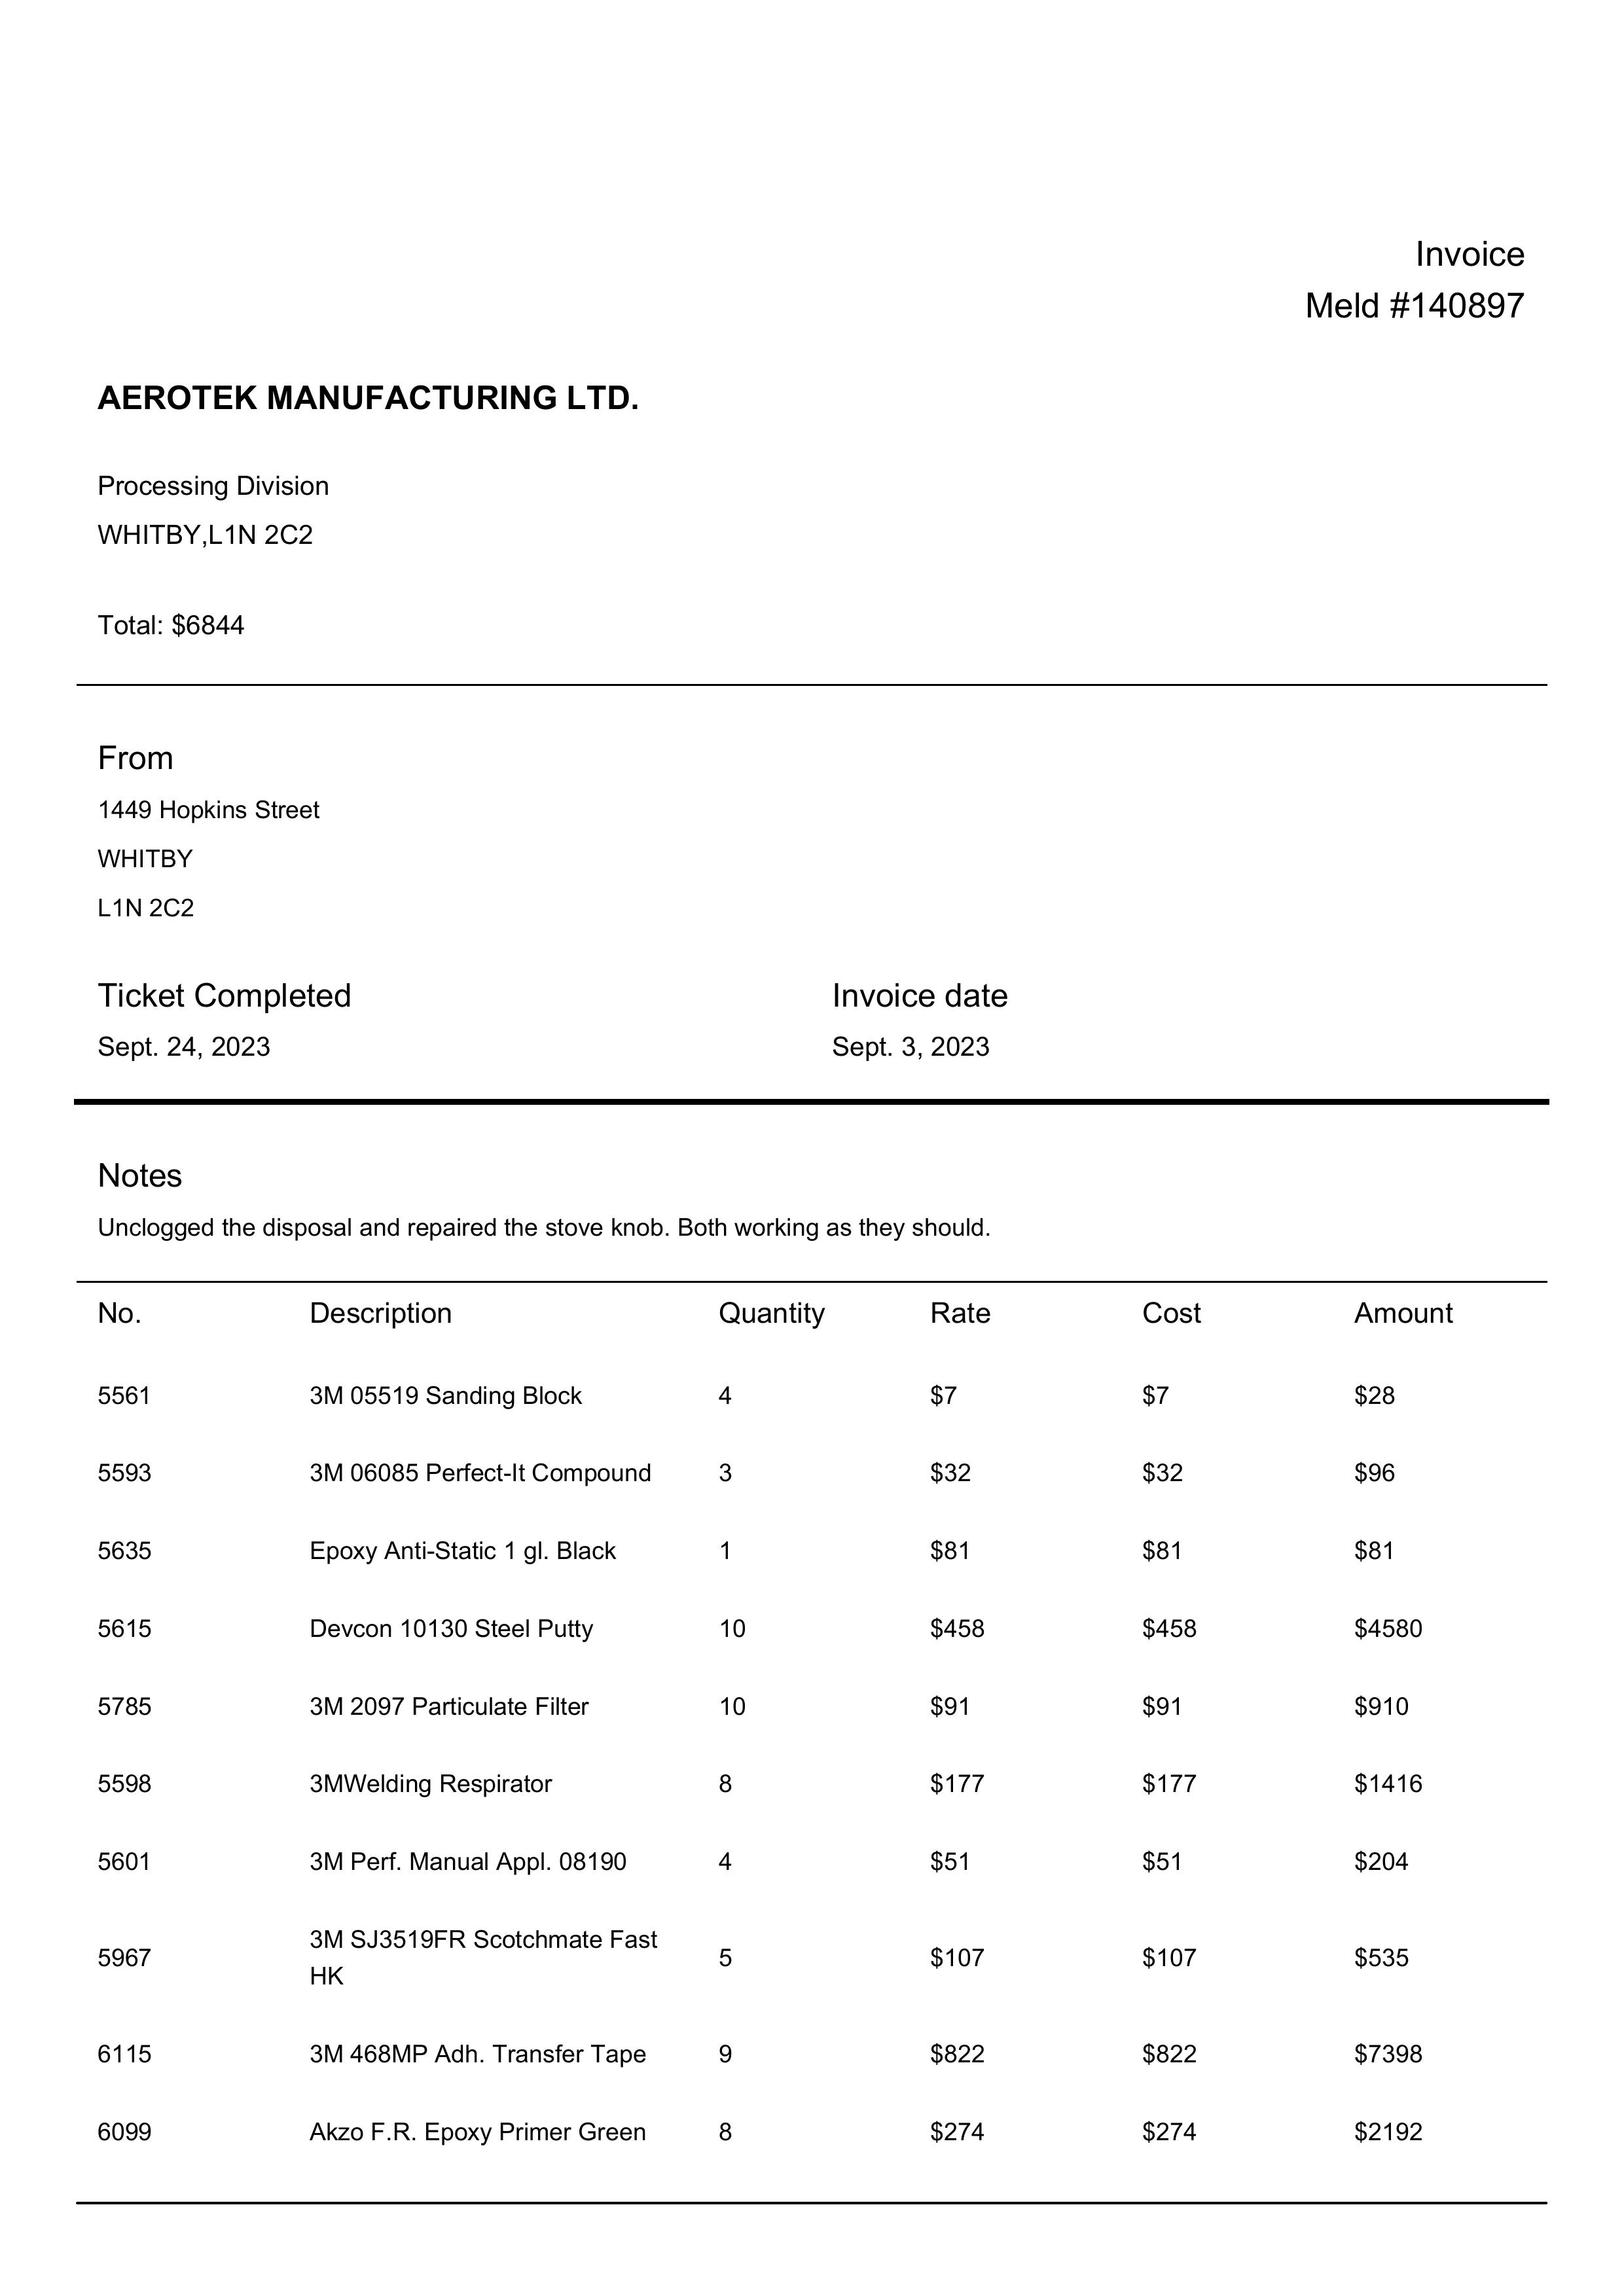 Invoice
Meld #140897
AEROTEK MANUFACTURING LTD.
Processing Division
WHITBY,L1N 2C2
Total: $6844
From
1449 Hopkins Street
WHITBY
L1N 2C2
Ticket Completed Invoice date
Sept. 24, 2023 Sept. 3, 2023
Notes
Unclogged the disposal and repaired the stove knob. Both working as they should.
No. Description Quantity Rate Cost Amount
5561 3M 05519 Sanding Block 4 $7 $7 $28
5593 3M 06085 Perfect-It Compound 3 $32 $32 $96
5635 Epoxy Anti-Static 1 gl. Black 1 $81 $81 $81
5615 Devcon 10130 Steel Putty 10 $458 $458 $4580
5785 3M 2097 Particulate Filter 10 $91 $91 $910
5598 3MWelding Respirator 8 $177 $177 $1416
5601 3M Perf. Manual Appl. 08190 4 $51 $51 $204
5967 3M SJ3519FR Scotchmate Fast
HK 5 $107 $107 $535
6115 3M 468MP Adh. Transfer Tape 9 $822 $822 $7398
6099 Akzo F.R. Epoxy Primer Green 8 $274 $274 $2192